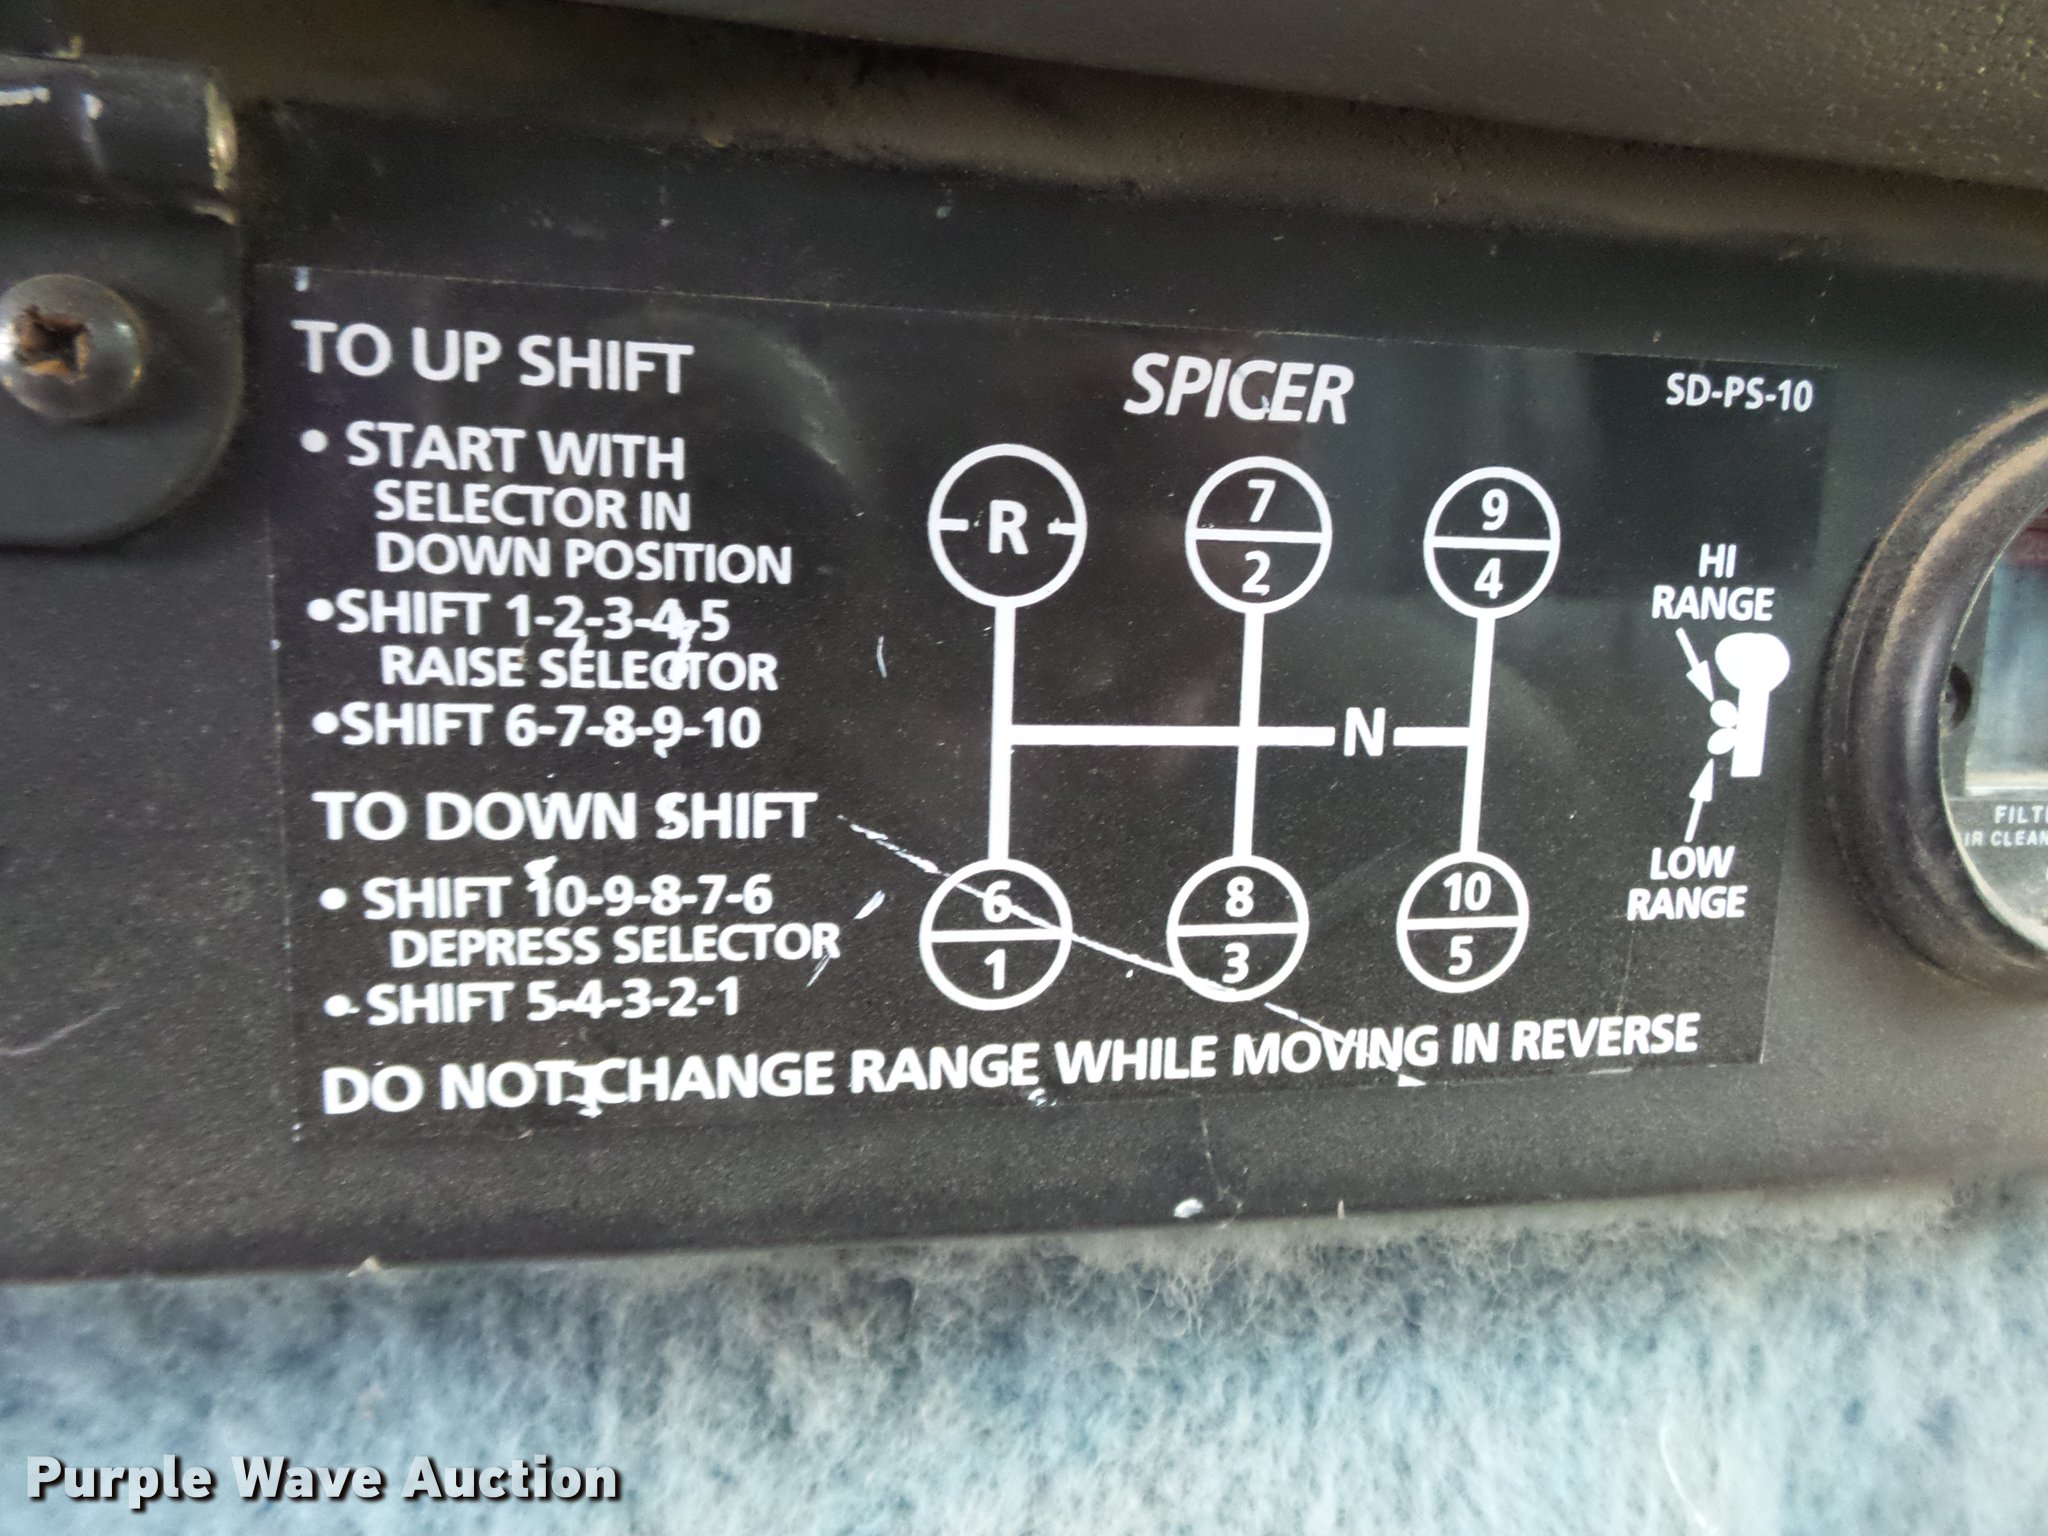 TO UP SHIFT
• START WITH
SELECTOR IN
DOWN POSITION
•SHIFT 1-2-3-4-5
RAISE SELECTOR
•SHIFT 6-7-8-9-10
TO DOWN SHIFT
• SHIFT 10-9-8-7-6
DEPRESS SELECTOR
• SHIFT 5-4-3-2-1
DO NOT CHANGE RANGE WHILE MOVING IN REVERSE
SPICER
SD-PS-10
R
7
2
9
4
N
6
1
8
3
10
5
HI
RANGE
LOW
RANGE
Purple Wave Auction